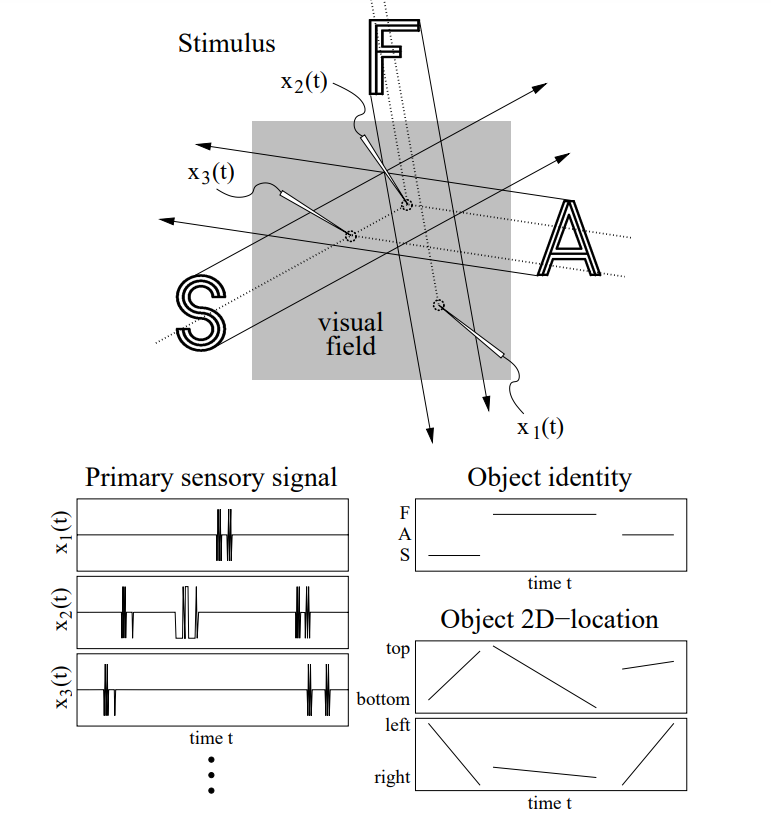 Stimulus
F
x2(t)
x3(t)
A
S
visual
field
x1(t)
Primary sensory signal
x1(t)
x2(t)
x3(t)
time t
Object identity
F
A
S
time t
Object 2D−location
top
bottom
left
right
time t